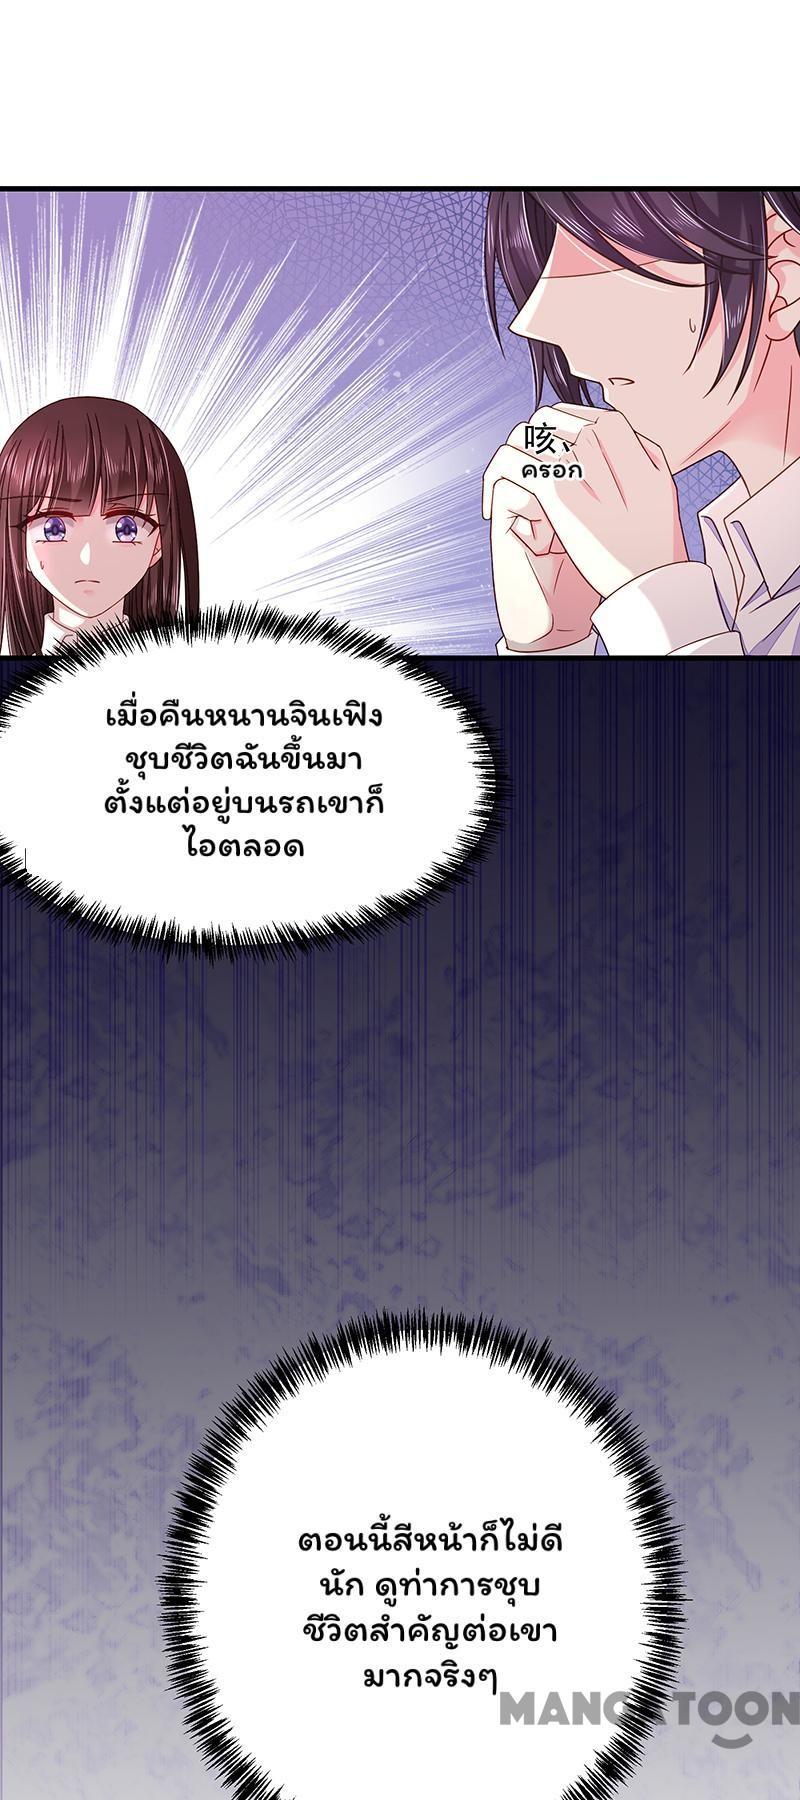 咳、
ครอก
เมื่อคืนหนานจินเฟิง
ชุบชีวิตฉันขึ้นมา
ตั้งแต่อยู่บนรถเขาก็
ไอตลอด
ตอนนี้สีหน้าก็ไม่ดี
นัก ดูท่าการชุบ
ชีวิตสำคัญต่อเขา
มากจริงๆ
MANGATOON